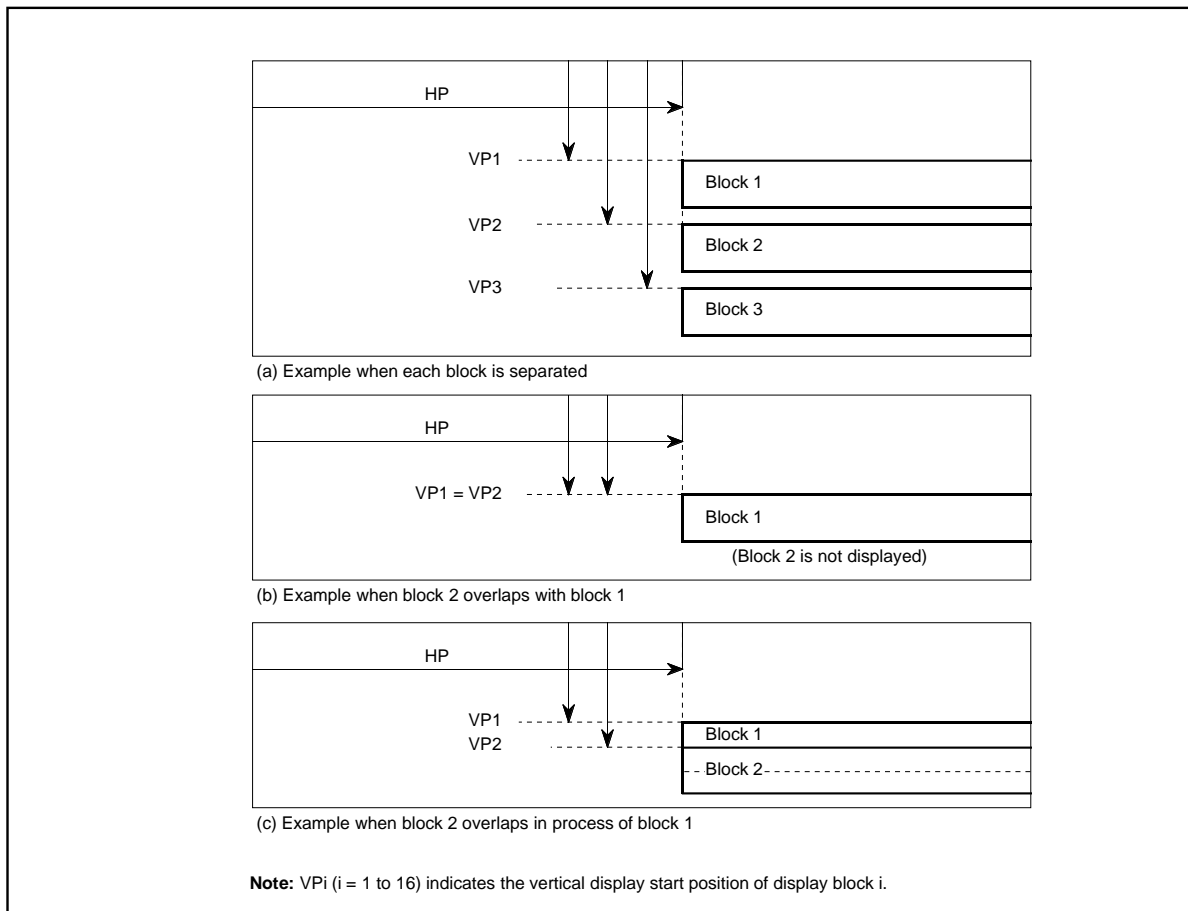 HP
VP1
Block 1
VP2
Block 2
VP3
Block 3
(a) Example when each block is separated
HP
VP1 = VP2
Block 1
(Block 2 is not displayed)
(b) Example when block 2 overlaps with block 1
HP
VP1
Block 1
VP2
Block 2
(c) Example when block 2 overlaps in process of block 1
Note: VPi (i = 1 to 16) indicates the vertical display start position of display block i.